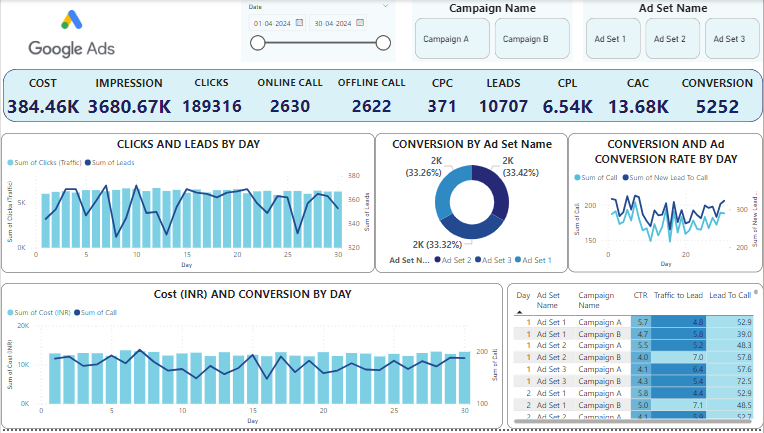 Google Ads
Date
01-04-2024 30-04-2024
Campaign Name
Campaign A Campaign B
Ad Set Name
Ad Set 1 Ad Set 2 Ad Set 3
COST IMPRESSION CLICKS ONLINE CALL OFFLINE CALL CPC LEADS CPL CAC CONVERSION
384.46K 3680.67K 189316 2630 2622 371 10707 6.54K 13.68K 5252
CLICKS AND LEADS BY DAY
Sum of Clicks (Traffic) Sum of Leads
Sum of Clicks (Traffic)
5K
0K
380
360
340
320
Sum of Leads
0 5 10 15 20 25 30
Day
CONVERSION BY Ad Set Name
2K
(33.26%)
2K
(33.42%)
2K (33.32%)
Ad Set N... Ad Set 2 Ad Set 3 Ad Set 1
CONVERSION AND Ad
CONVERSION RATE BY DAY
Sum of Call Sum of New Lead To Call
Sum of Call
200
150
300
200
Sum of New Lead ...
0 20
Day
Cost (INR) AND CONVERSION BY DAY
Sum of Cost (INR) Sum of Call
Sum of Cost (INR)
20K
10K
0K
200
100
Sum of Call
0 5 10 15 20 25 30
Day
Day Ad Set Name Campaign Name CTR Traffic to Lead Lead To Call
1 Ad Set 1 Campaign A 5.7 4.8 52.9
1 Ad Set 1 Campaign B 4.7 5.8 39.0
1 Ad Set 2 Campaign A 5.5 5.2 48.3
1 Ad Set 2 Campaign B 4.0 7.0 57.8
1 Ad Set 3 Campaign A 4.1 6.4 57.6
1 Ad Set 3 Campaign B 4.3 5.4 72.5
2 Ad Set 1 Campaign A 5.8 4.4 52.9
2 Ad Set 1 Campaign B 5.0 7.1 48.5
2 Ad Set 2 Campaign A 4.1 5.9 52.7